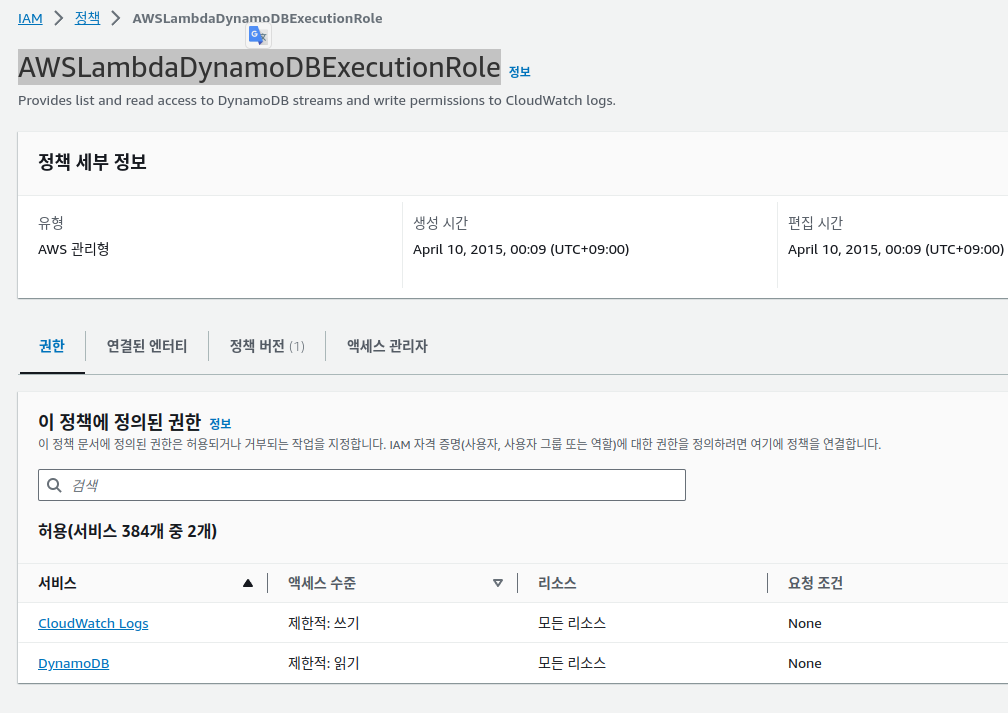 IAM > 정책 > AWSLambdaDynamoDBExecutionRole
AWSLambdaDynamoDBExecutionRole 정보
Provides list and read access to DynamoDB streams and write permissions to CloudWatch logs.
정책 세부 정보
유형 생성 시간 편집 시간
AWS 관리형 April 10, 2015, 00:09 (UTC+09:00) April 10, 2015, 00:09 (UTC+09:00)
권한 연결된 엔터티 정책 버전 (1) 액세스 관리자
이 정책에 정의된 권한 정보
이 정책 문서에 정의된 권한은 허용되거나 거부되는 작업을 지정합니다. IAM 자격 증명(사용자, 사용자 그룹 또는 역할)에 대한 권한을 정의하려면 여기에 정책을 연결합니다.
검색
허용(서비스 384개 중 2개)
서비스 액세스 수준 리소스 요청 조건
CloudWatch Logs 제한적: 쓰기 모든 리소스 None
DynamoDB 제한적: 읽기 모든 리소스 None